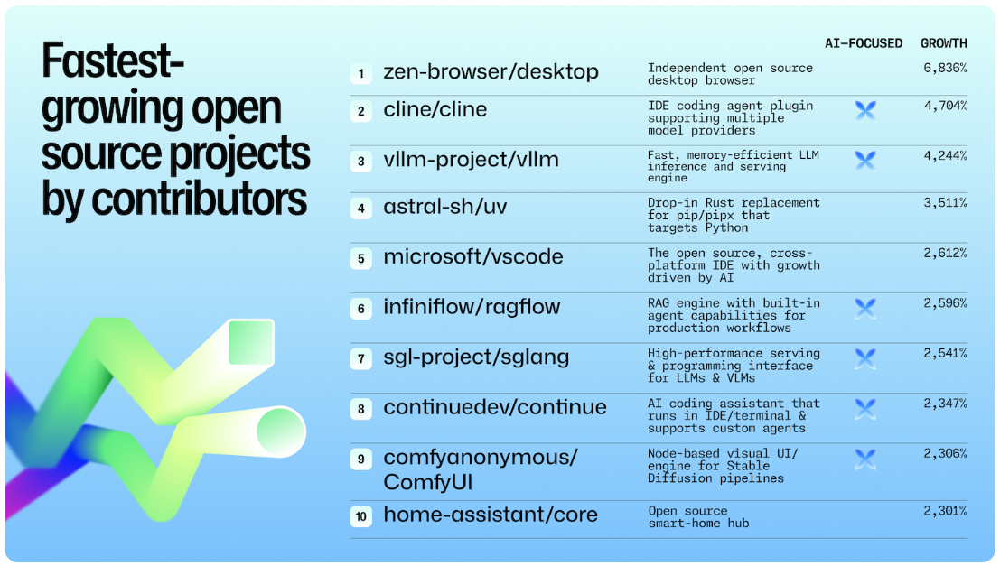 Fastest-
growing open
source projects
by contributors
AI-FOCUSED GROWTH
1 zen-browser/desktop Independent open source 6,836%
desktop browser
2 cline/cline IDE coding agent plugin 4,704%
supporting multiple
model providers
3 vllm-project/vllm Fast, memory-efficient LLM 4,244%
inference and serving
engine
4 astral-sh/uv Drop-in Rust replacement 3,511%
for pip/pipx that
targets Python
5 microsoft/vscode The open source, cross- 2,612%
platform IDE with growth
driven by AI
6 infiniflow/ragflow RAG engine with built-in 2,596%
agent capabilities for
production workflows
7 sgl-project/sglang High-performance serving 2,541%
& programming interface
for LLMs & VLMs
8 continuedev/continue AI coding assistant that 2,347%
runs in IDE/terminal &
supports custom agents
9 comfyanonymous/ Node-based visual UI/ 2,306%
ComfyUI engine for Stable
Diffusion pipelines
10 home-assistant/core Open source 2,301%
smart-home hub